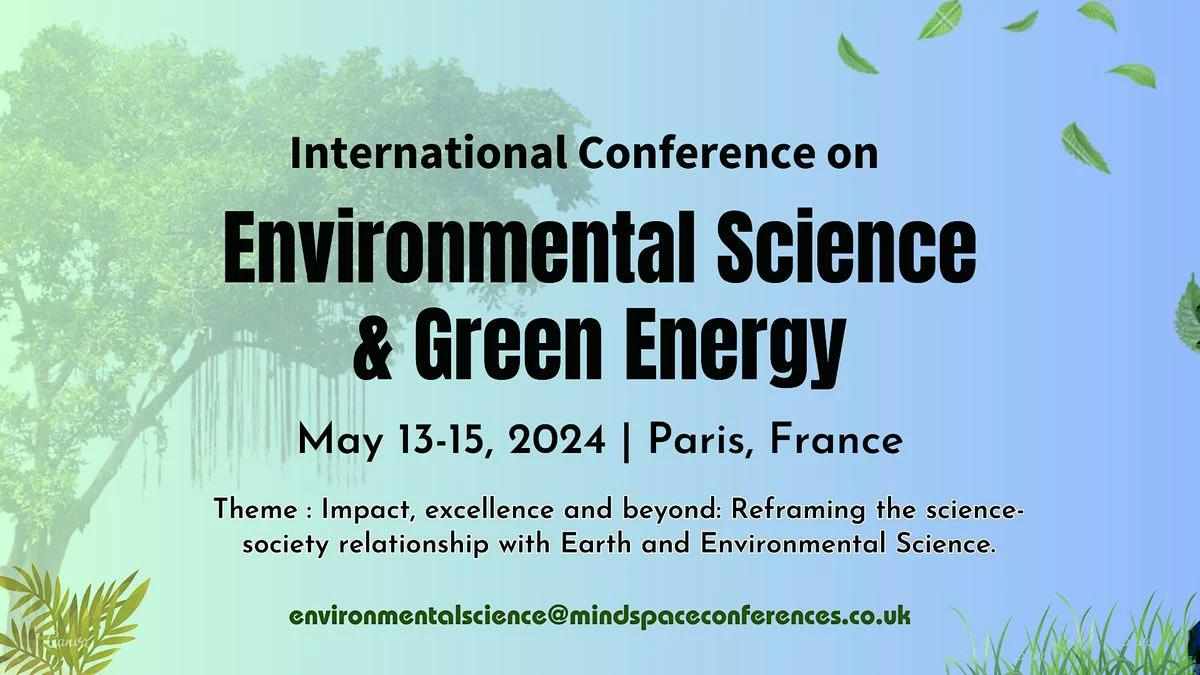 International Conference on
Environmental Science
& Green Energy
May 13-15, 2024 | Paris, France
Theme : Impact, excellence and beyond: Reframing the science-
society relationship with Earth and Environmental Science.
environmentalscience@mindspaceconferences.co.uk
Canva